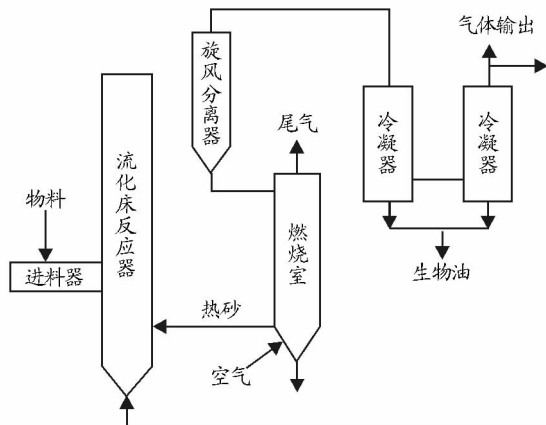 气体输出
旋风分离器
冷凝器
冷凝器
尾气
流化床反应器
物料
燃烧室
进料器
生物油
热砂
空气